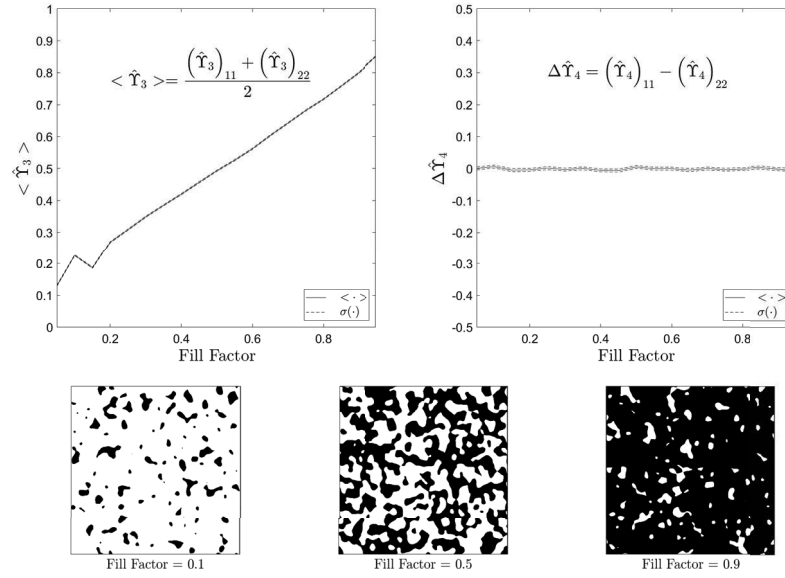 1
0.9
0.8
0.7
0.6
0.5
0.4
0.3
0.2
0.1
0
< Υ̂₃ >
< Υ̂₃ >= ((Υ̂₃)₁₁ + (Υ̂₃)₂₂) / 2
< · >
σ(·)
0.2 0.4 0.6 0.8
Fill Factor
0.5
0.4
0.3
0.2
0.1
0
-0.1
-0.2
-0.3
-0.4
-0.5
ΔΥ̂₄
ΔΥ̂₄ = (Υ̂₄)₁₁ − (Υ̂₄)₂₂
< · >
σ(·)
0.2 0.4 0.6 0.8
Fill Factor
Fill Factor = 0.1
Fill Factor = 0.5
Fill Factor = 0.9